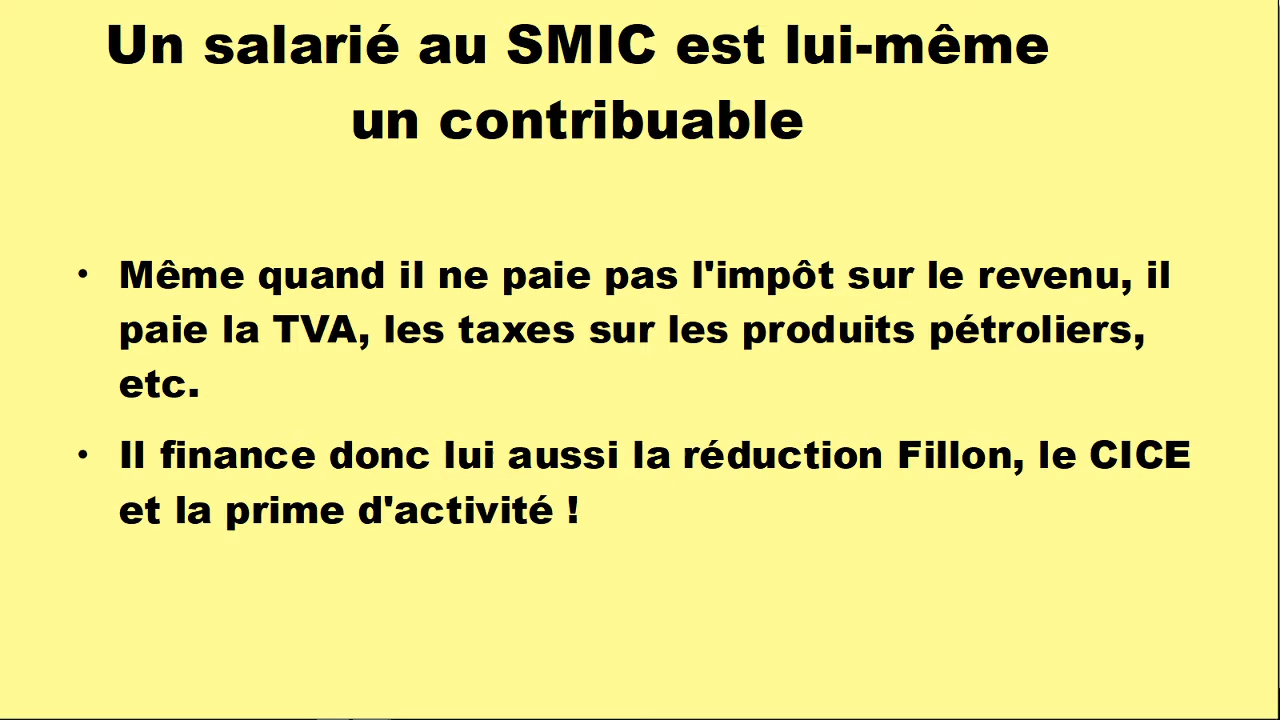 Un salarié au SMIC est lui-même
un contribuable
• Même quand il ne paie pas l'impôt sur le revenu, il
paie la TVA, les taxes sur les produits pétroliers,
etc.
• Il finance donc lui aussi la réduction Fillon, le CICE
et la prime d'activité !